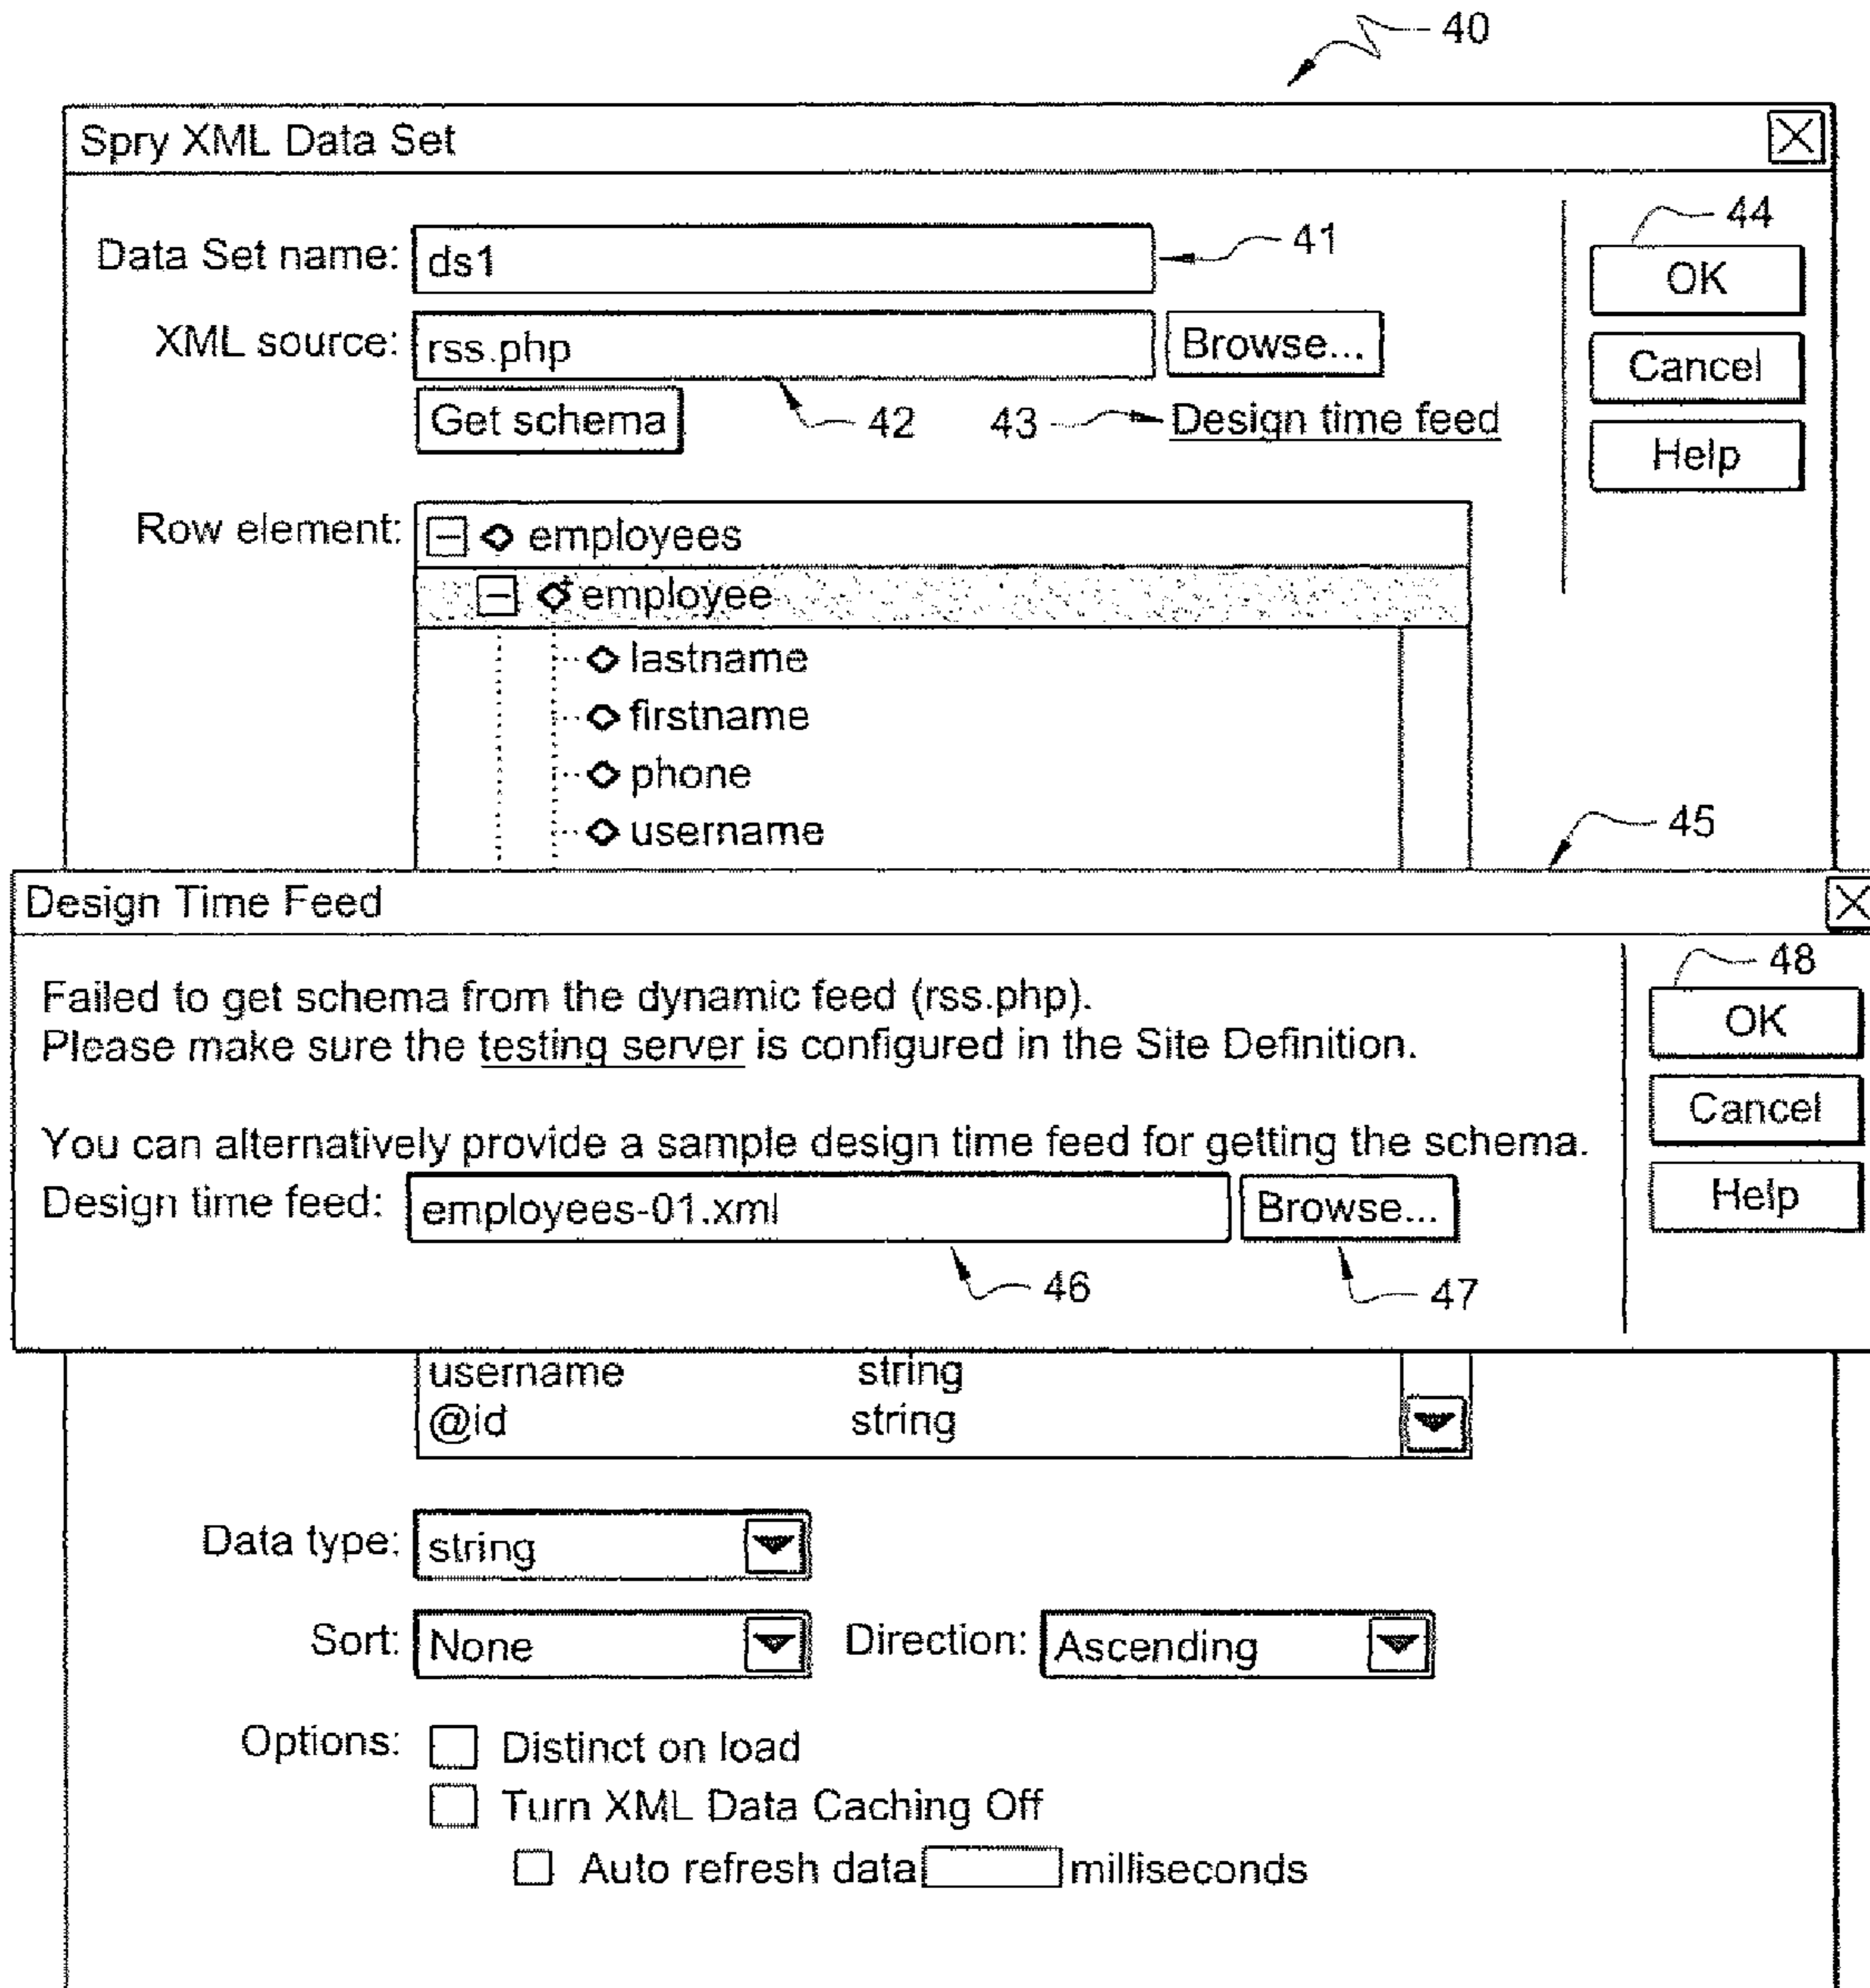 40
Spry XML Data Set
Data Set name: ds1
41
44
OK
XML source: rss.php Browse...
Cancel
Get schema
42
43
Design time feed
Help
Row element: employees
employee
lastname
firstname
phone
username
45
Design Time Feed
Failed to get schema from the dynamic feed (rss.php).
Please make sure the testing server is configured in the Site Definition.
48
OK
You can alternatively provide a sample design time feed for getting the schema.
Cancel
Design time feed: employees-01.xml Browse...
Help
46
47
username string
@id string
Data type: string
Sort: None Direction: Ascending
Options: Distinct on load
Turn XML Data Caching Off
Auto refresh data milliseconds